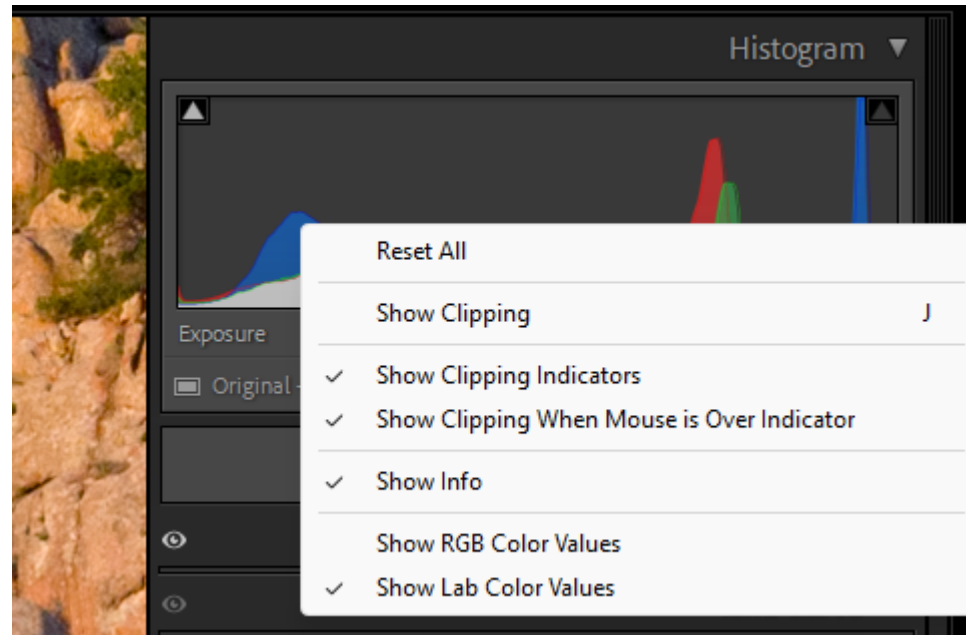 Histogram
Reset All
Show Clipping J
Exposure
Show Clipping Indicators
Original -
Show Clipping When Mouse is Over Indicator
Show Info
Show RGB Color Values
Show Lab Color Values